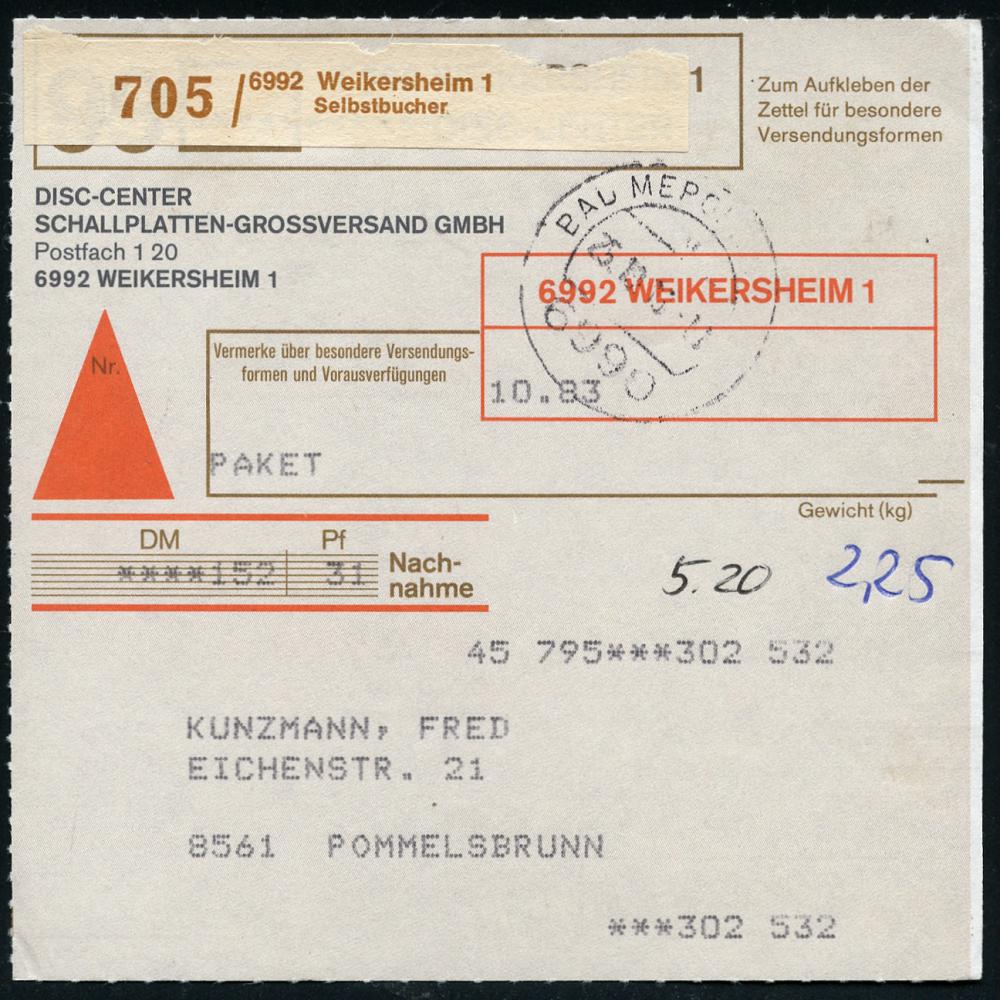 705 / 6992 Weikersheim 1
Selbstbucher
1
Zum Aufkleben der
Zettel für besondere
Versendungsformen
DISC-CENTER
SCHALLPLATTEN-GROSSVERSAND GMBH
Postfach 1 20
6992 WEIKERSHEIM 1
BAD MERG
6990
6992 WEIKERSHEIM 1
10.83
Nr.
Vermerke über besondere Versendungs-
formen und Vorausverfügungen
PAKET
Gewicht (kg)
DM Pf
****152 31
Nach-
nahme
5.20 2,25
45 795***302 532
KUNZMANN, FRED
EICHENSTR. 21
8561 POMMELSBRUNN
***302 532